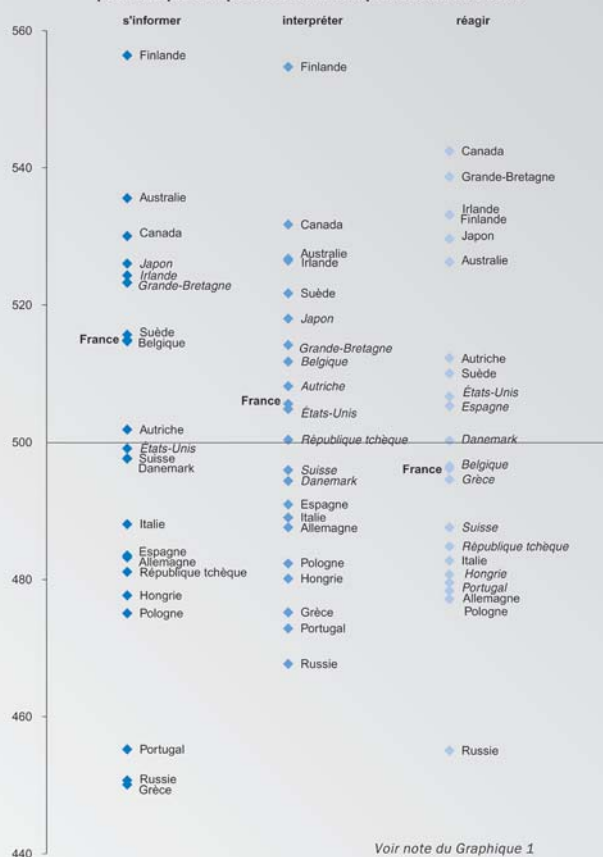 s'informer
interpréter
réagir
560
540
520
500
480
460
440
Finlande
Australie
Canada
Japon
Irlande
Grande-Bretagne
France
Suède
Belgique
Autriche
États-Unis
Suisse
Danemark
Italie
Espagne
Allemagne
République tchèque
Hongrie
Pologne
Portugal
Russie
Grèce
Finlande
Canada
Australie
Irlande
Suède
Japon
Grande-Bretagne
Belgique
Autriche
France
États-Unis
République tchèque
Suisse
Danemark
Espagne
Italie
Allemagne
Pologne
Hongrie
Grèce
Portugal
Russie
Canada
Grande-Bretagne
Irlande
Finlande
Japon
Australie
Autriche
Suède
États-Unis
Espagne
Danemark
Belgique
France
Grèce
Suisse
République tchèque
Italie
Hongrie
Portugal
Allemagne
Pologne
Russie
Voir note du Graphique 1